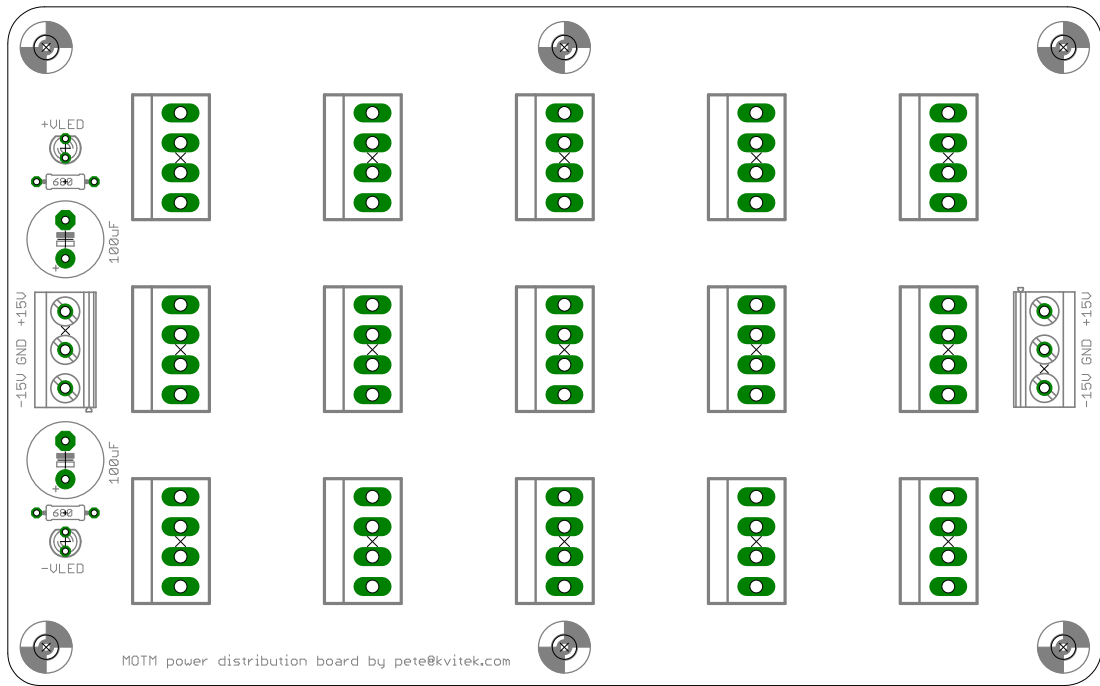 +VLED
680
100uF
-15V GND +15V
100uF
680
-VLED
-15V GND +15V
MOTM power distribution board by pete@kvitek.com